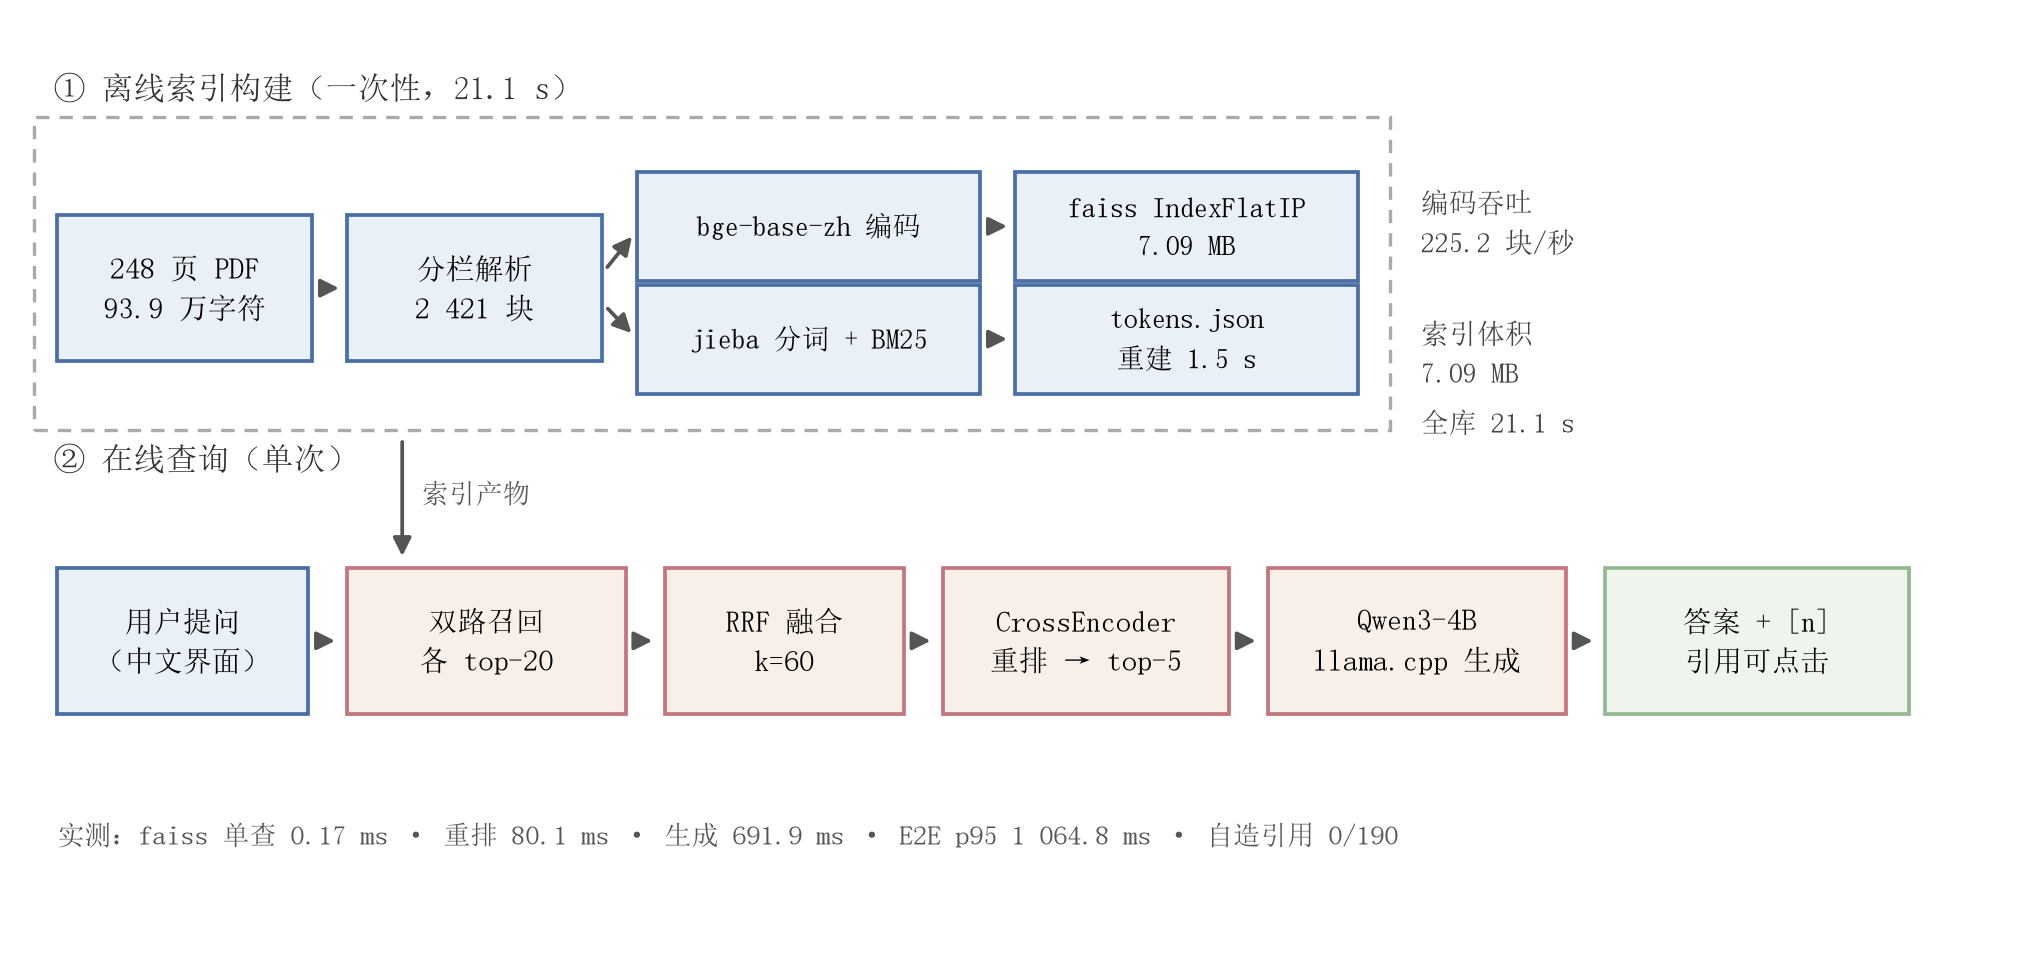 ① 离线索引构建（一次性，21.1 s）
248 页 PDF
93.9 万字符
分栏解析
2 421 块
bge-base-zh 编码
faiss IndexFlatIP
7.09 MB
jieba 分词 + BM25
tokens.json
重建 1.5 s
编码吞吐
225.2 块/秒
索引体积
7.09 MB
全库 21.1 s
② 在线查询（单次）
索引产物
用户提问
（中文界面）
双路召回
各 top-20
RRF 融合
k=60
CrossEncoder
重排 → top-5
Qwen3-4B
llama.cpp 生成
答案 + [n]
引用可点击
实测：faiss 单查 0.17 ms • 重排 80.1 ms • 生成 691.9 ms • E2E p95 1 064.8 ms • 自造引用 0/190